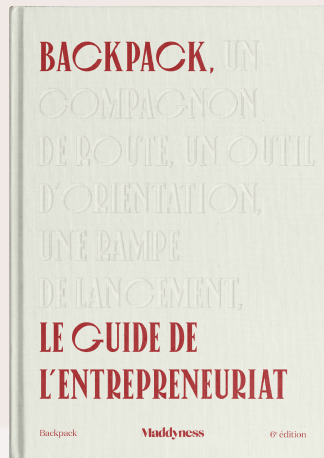 BACKPACK, UN
COMPAGNON
DE ROUTE, UN OUTIL
D'ORIENTATION,
UNE RAMPE
DE LANCEMENT,
LE GUIDE DE
L'ENTREPRENEURIAT
Backpack Maddyness 6e édition